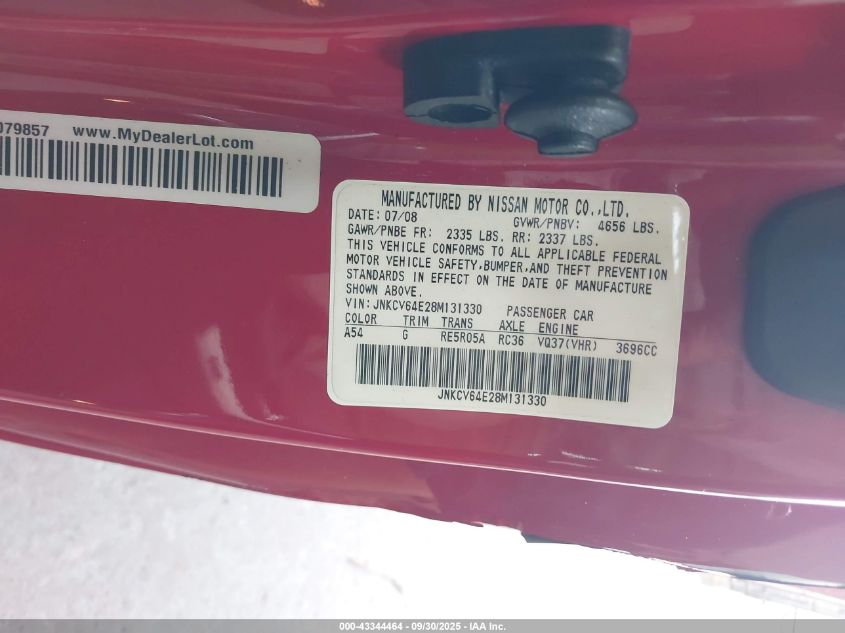 079857 www.MyDealerLot.com
MANUFACTURED BY NISSAN MOTOR CO.,LTD.
DATE: 07/08 GVWR/PNBV: 4656 LBS.
GAWR/PNBE FR: 2335 LBS. RR: 2337 LBS.
THIS VEHICLE CONFORMS TO ALL APPLICABLE FEDERAL
MOTOR VEHICLE SAFETY,BUMPER,AND THEFT PREVENTION
STANDARDS IN EFFECT ON THE DATE OF MANUFACTURE
SHOWN ABOVE.
VIN:JNKCV64E28M131330 PASSENGER CAR
COLOR TRIM TRANS AXLE ENGINE
A54 G RE5R05A RC36 VQ37(VHR) 3696CC
JNKCV64E28M131330
000-43344464 - 09/30/2025 - IAA Inc.